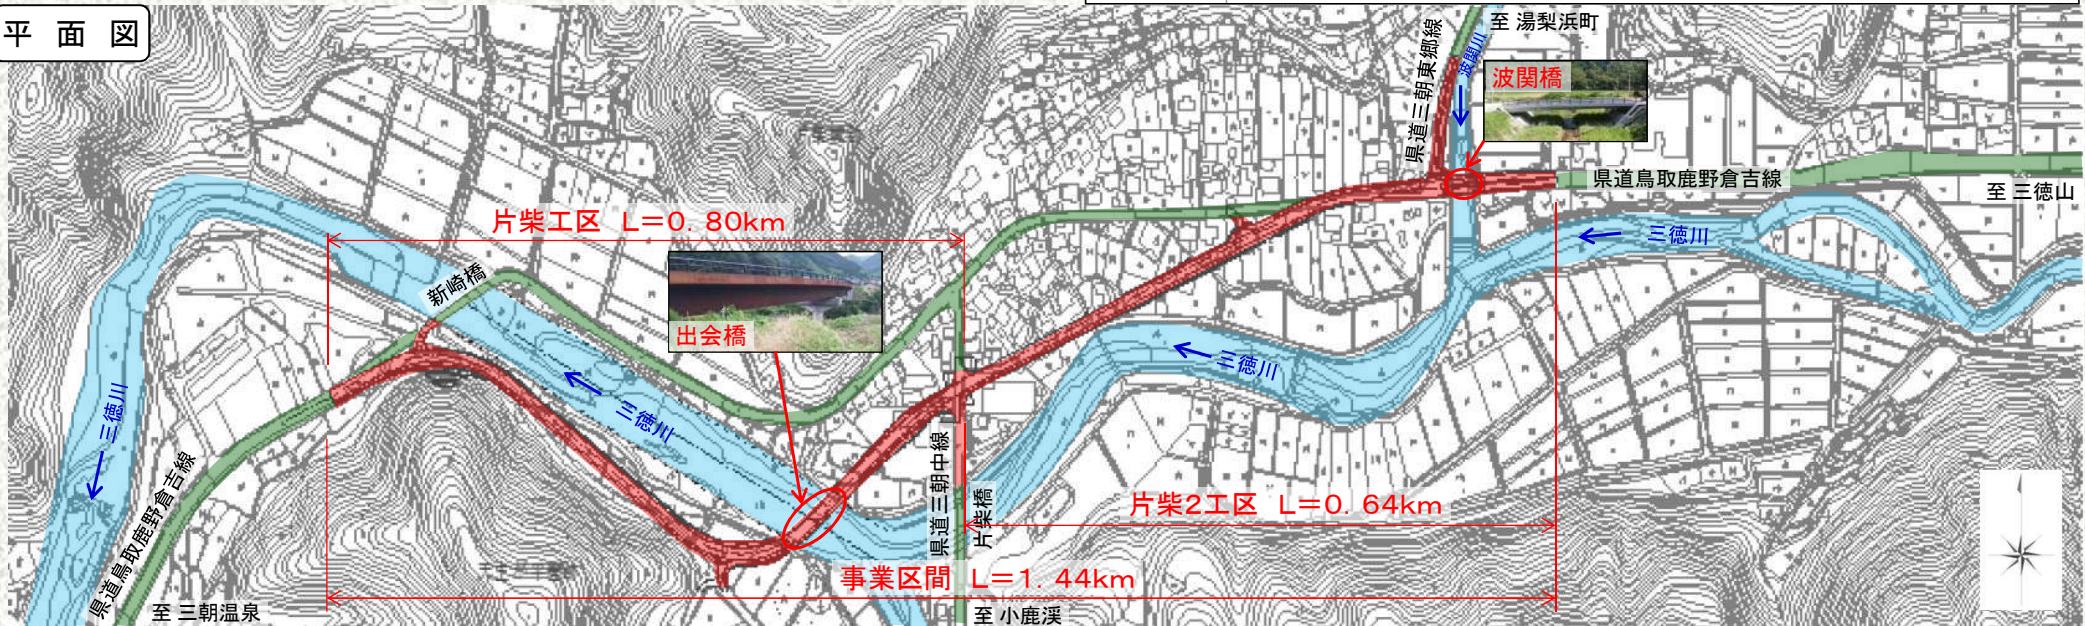 平 面 図
至 湯梨浜町
県道三朝東郷線
波関川
波関橋
県道鳥取鹿野倉吉線
至 三徳山
片柴工区 L=0. 80km
三徳川
新崎橋
出会橋
三徳川
三徳川
三徳川
県道三朝中線
片柴橋
片柴2工区 L=0. 64km
県道鳥取鹿野倉吉線
事業区間 L=1. 44km
至 三朝温泉
至 小鹿渓